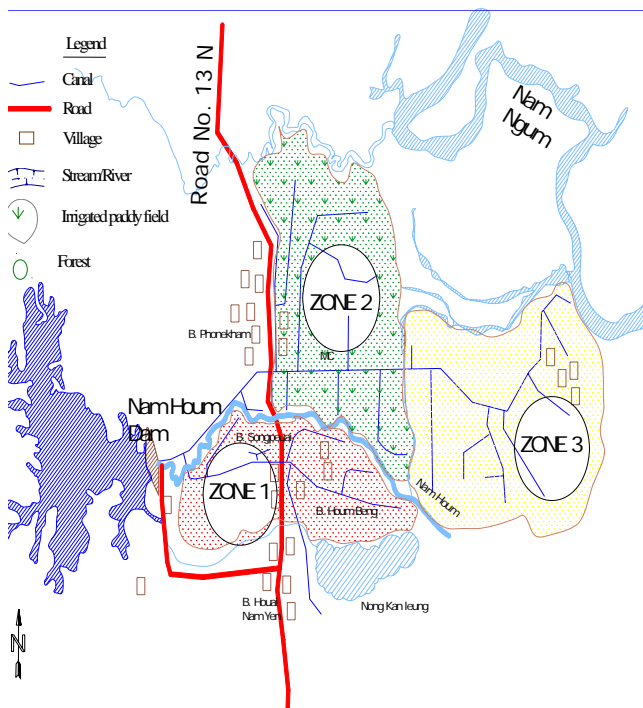 Legend
Canal
Road
Village
Stream/River
Irrigated paddy field
Forest
Road No. 13 N
Nam
Ngum
ZONE 2
B. Phonekham
MC
Nam Houm
Dam
B. Songpeuai
ZONE 1
ZONE 3
Nam Houm
B. Houm Beng
B. Houai
Nam Yen
Nong Kan Ieung
N